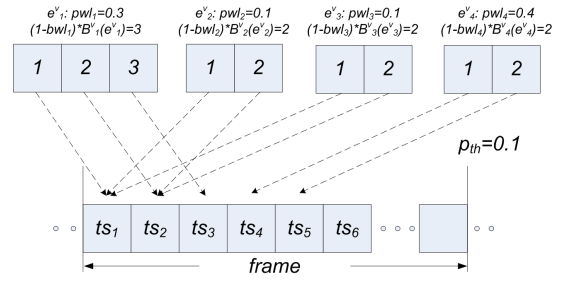 e^v_1: pwl_1=0.3
(1-bwl_1)*B^v_1(e^v_1)=3
e^v_2: pwl_2=0.1
(1-bwl_2)*B^v_2(e^v_2)=2
e^v_3: pwl_3=0.1
(1-bwl_3)*B^v_3(e^v_3)=2
e^v_4: pwl_4=0.4
(1-bwl_4)*B^v_4(e^v_4)=2
1 2 3
1 2
1 2
1 2
p_th=0.1
ts_1 ts_2 ts_3 ts_4 ts_5 ts_6
frame